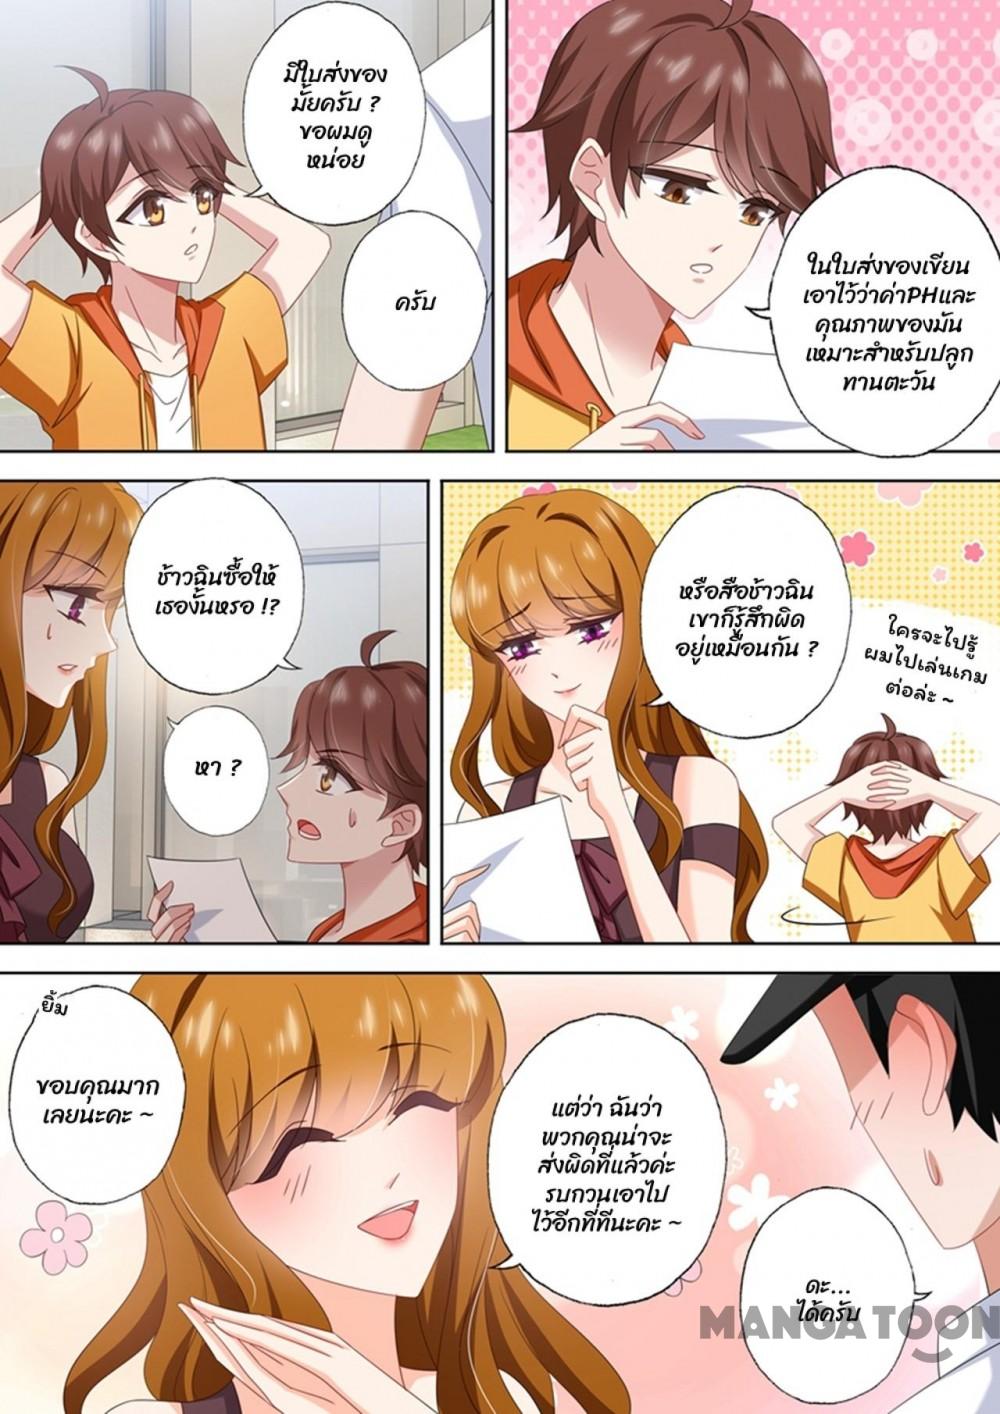 มีใบส่งของ
มั้ยครับ ?
ขอผมดู
หน่อย
ครับ
ในใบส่งของเขียน
เอาไว้ว่าค่าPHและ
คุณภาพของมัน
เหมาะสำหรับปลูก
ทานตะวัน
ช้าวฉินซื้อให้
เธองั้นหรอ !?
หา ?
หรือสือช้าวฉิน
เขาก็รู้สึกผิด
อยู่เหมือนกัน ?
ใครจะไปรู้
ผมไปเล่นเกม
ต่อล่ะ ~
ยิ้ม
ขอบคุณมาก
เลยนะคะ ~
แต่ว่า ฉันว่า
พวกคุณน่าจะ
ส่งผิดที่แล้วค่ะ
รบกวนเอาไป
ไว้อีกที่ทีนะคะ ~
ดะ...
ได้ครับ
MANGATOON